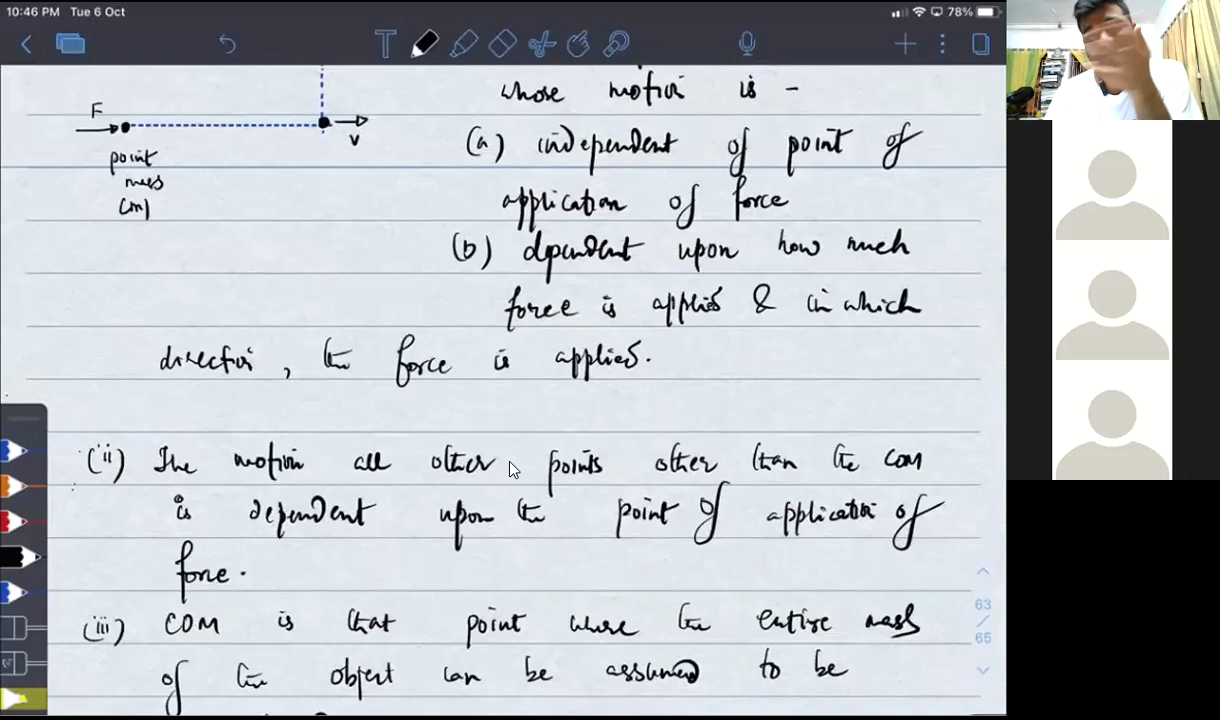 10:46 PM Tue 6 Oct
78%
T
whose motion is -
F
v
point
mass
(m)
(a) independent of point of
application of force
(b) dependent upon how much
force is applied & in which
direction, the force is applied.
(ii) The motion all other points other than the COM
is dependent upon the point of application of
force.
(iii) COM is that point where the entire mass
of the object can be assumed to be
63
/
65